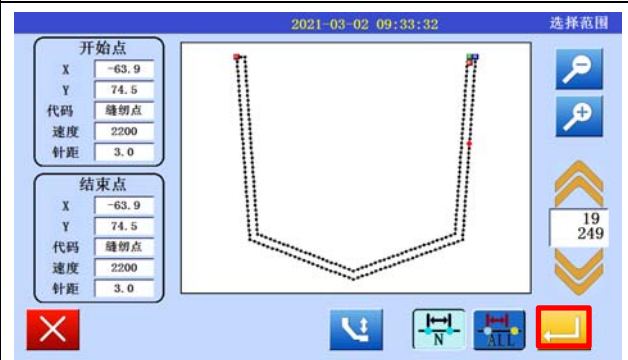 2021-03-02 09:33:32
选择范围
开始点
X -63.9
Y 74.5
代码 缝纫点
速度 2200
针距 3.0
结束点
X -63.9
Y 74.5
代码 缝纫点
速度 2200
针距 3.0
19
249
N
ALL